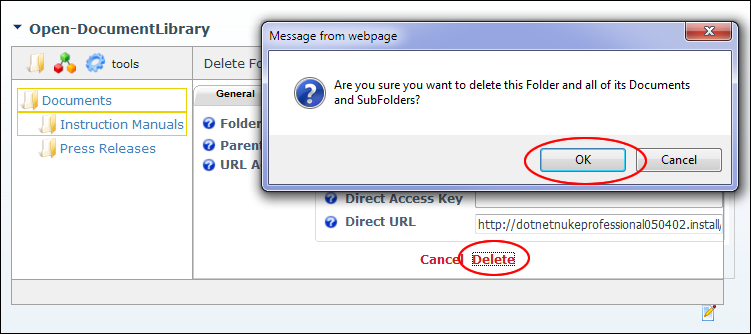 Open-DocumentLibrary
tools
Documents
Instruction Manuals
Press Releases
Delete Fo
General
Folder
Paren
URL A
Message from webpage
Are you sure you want to delete this Folder and all of its Documents
and SubFolders?
OK
Cancel
Direct Access Key
Direct URL
http://dotnetnukeprofessional050402.install/
Cancel
Delete